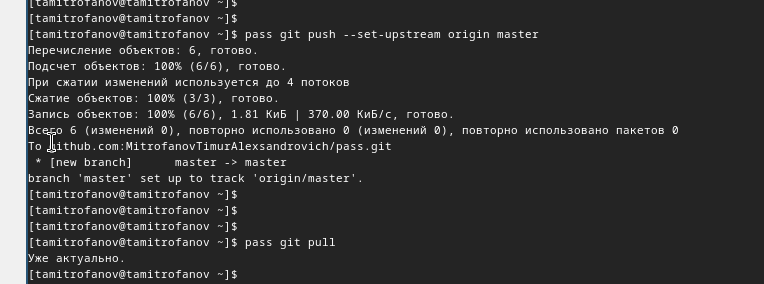 [tamitrofanov@tamitrofanov ~]$
[tamitrofanov@tamitrofanov ~]$
[tamitrofanov@tamitrofanov ~]$ pass git push --set-upstream origin master
Перечисление объектов: 6, готово.
Подсчет объектов: 100% (6/6), готово.
При сжатии изменений используется до 4 потоков
Сжатие объектов: 100% (3/3), готово.
Запись объектов: 100% (6/6), 1.81 КиБ | 370.00 КиБ/с, готово.
Всего 6 (изменений 0), повторно использовано 0 (изменений 0), повторно использовано пакетов 0
To github.com:MitrofanovTimurAlexsandrovich/pass.git
 * [new branch]      master -> master
branch 'master' set up to track 'origin/master'.
[tamitrofanov@tamitrofanov ~]$
[tamitrofanov@tamitrofanov ~]$
[tamitrofanov@tamitrofanov ~]$
[tamitrofanov@tamitrofanov ~]$ pass git pull
Уже актуально.
[tamitrofanov@tamitrofanov ~]$